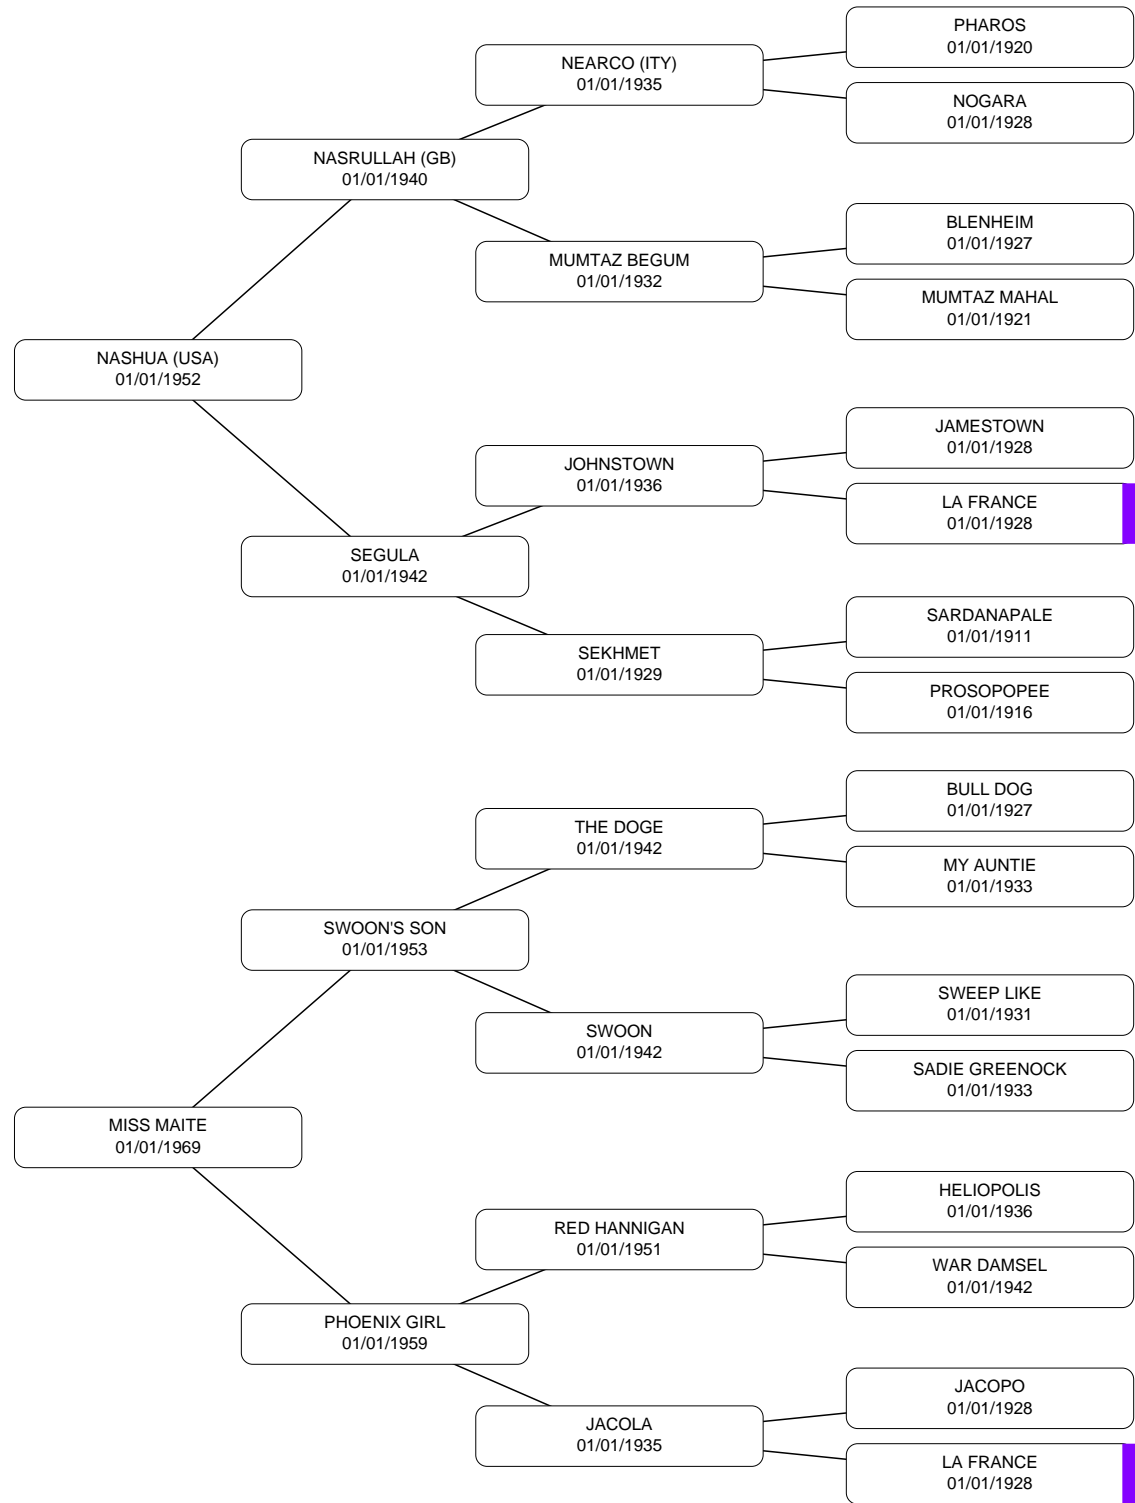 PHAROS
01/01/1920
NEARCO (ITY)
01/01/1935
NOGARA
01/01/1928
NASRULLAH (GB)
01/01/1940
BLENHEIM
01/01/1927
MUMTAZ BEGUM
01/01/1932
MUMTAZ MAHAL
01/01/1921
NASHUA (USA)
01/01/1952
JAMESTOWN
01/01/1928
JOHNSTOWN
01/01/1936
LA FRANCE
01/01/1928
SEGULA
01/01/1942
SARDANAPALE
01/01/1911
SEKHMET
01/01/1929
PROSOPOPEE
01/01/1916
BULL DOG
01/01/1927
THE DOGE
01/01/1942
MY AUNTIE
01/01/1933
SWOON'S SON
01/01/1953
SWEEP LIKE
01/01/1931
SWOON
01/01/1942
SADIE GREENOCK
01/01/1933
MISS MAITE
01/01/1969
HELIOPOLIS
01/01/1936
RED HANNIGAN
01/01/1951
WAR DAMSEL
01/01/1942
PHOENIX GIRL
01/01/1959
JACOPO
01/01/1928
JACOLA
01/01/1935
LA FRANCE
01/01/1928